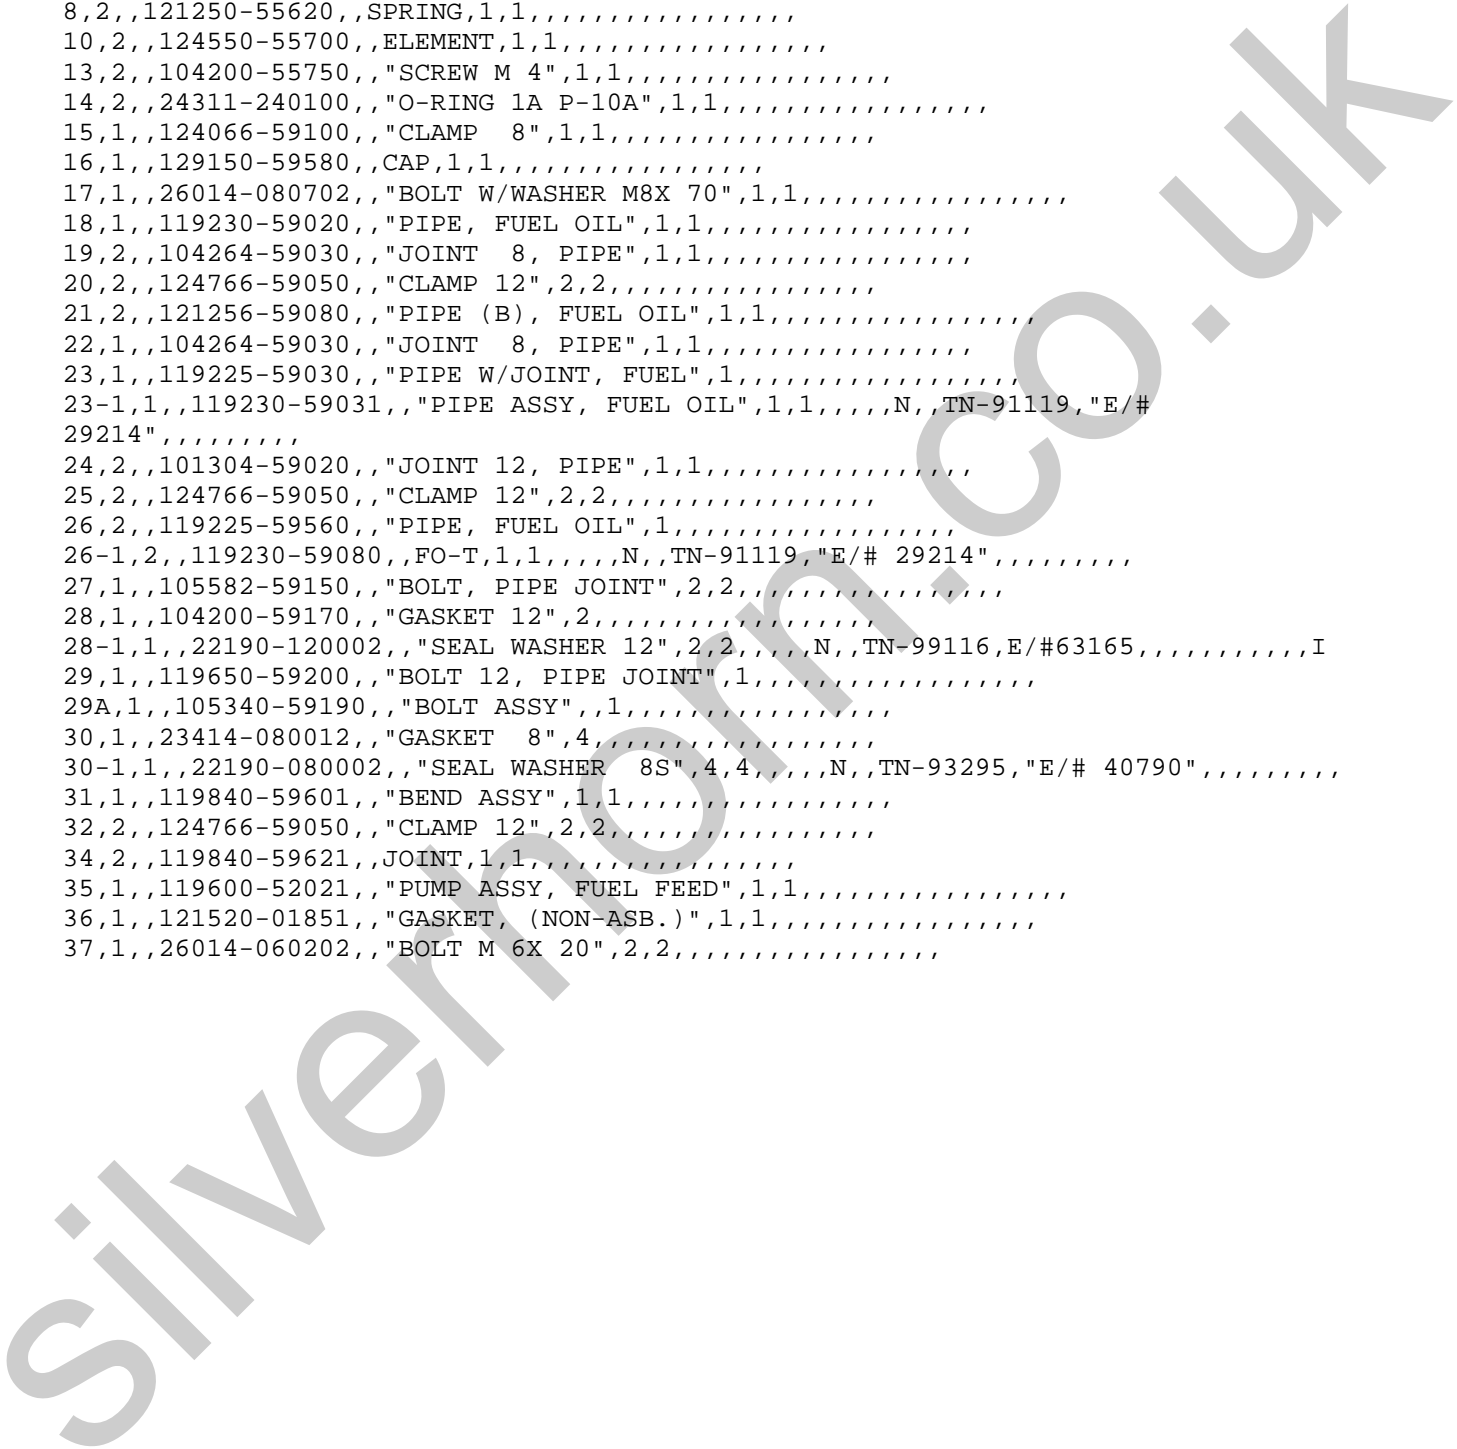 8,2,,121250-55620,,SPRING,1,1,,,,,,,,,,,,,,,,,
10,2,,124550-55700,,ELEMENT,1,1,,,,,,,,,,,,,,,,,
13,2,,104200-55750,,"SCREW M 4",1,1,,,,,,,,,,,,,,,,,
14,2,,24311-240100,,"O-RING 1A P-10A",1,1,,,,,,,,,,,,,,,,,
15,1,,124066-59100,,"CLAMP  8",1,1,,,,,,,,,,,,,,,,,
16,1,,129150-59580,,CAP,1,1,,,,,,,,,,,,,,,,,
17,1,,26014-080702,,"BOLT W/WASHER M8X 70",1,1,,,,,,,,,,,,,,,,,
18,1,,119230-59020,,"PIPE, FUEL OIL",1,1,,,,,,,,,,,,,,,,,
19,2,,104264-59030,,"JOINT  8, PIPE",1,1,,,,,,,,,,,,,,,,,
20,2,,124766-59050,,"CLAMP 12",2,2,,,,,,,,,,,,,,,,,
21,2,,121256-59080,,"PIPE (B), FUEL OIL",1,1,,,,,,,,,,,,,,,,,
22,1,,104264-59030,,"JOINT  8, PIPE",1,1,,,,,,,,,,,,,,,,,
23,1,,119225-59030,,"PIPE W/JOINT, FUEL",1,,,,,,,,,,,,,,,,,,
23-1,1,,119230-59031,,"PIPE ASSY, FUEL OIL",1,1,,,,,N,,TN-91119,"E/#
29214",,,,,,,,,
24,2,,101304-59020,,"JOINT 12, PIPE",1,1,,,,,,,,,,,,,,,,,
25,2,,124766-59050,,"CLAMP 12",2,2,,,,,,,,,,,,,,,,,
26,2,,119225-59560,,"PIPE, FUEL OIL",1,,,,,,,,,,,,,,,,,,
26-1,2,,119230-59080,,FO-T,1,1,,,,,N,,TN-91119,"E/# 29214",,,,,,,,,
27,1,,105582-59150,,"BOLT, PIPE JOINT",2,2,,,,,,,,,,,,,,,,,
28,1,,104200-59170,,"GASKET 12",2,,,,,,,,,,,,,,,,,,
28-1,1,,22190-120002,,"SEAL WASHER 12",2,2,,,,,N,,TN-99116,E/#63165,,,,,,,,,,,I
29,1,,119650-59200,,"BOLT 12, PIPE JOINT",1,,,,,,,,,,,,,,,,,,
29A,1,,105340-59190,,"BOLT ASSY",,1,,,,,,,,,,,,,,,,,
30,1,,23414-080012,,"GASKET  8",4,,,,,,,,,,,,,,,,,,
30-1,1,,22190-080002,,"SEAL WASHER  8S",4,4,,,,,N,,TN-93295,"E/# 40790",,,,,,,,,
31,1,,119840-59601,,"BEND ASSY",1,1,,,,,,,,,,,,,,,,,
32,2,,124766-59050,,"CLAMP 12",2,2,,,,,,,,,,,,,,,,,
34,2,,119840-59621,,JOINT,1,1,,,,,,,,,,,,,,,,,
35,1,,119600-52021,,"PUMP ASSY, FUEL FEED",1,1,,,,,,,,,,,,,,,,,
36,1,,121520-01851,,"GASKET, (NON-ASB.)",1,1,,,,,,,,,,,,,,,,,
37,1,,26014-060202,,"BOLT M 6X 20",2,2,,,,,,,,,,,,,,,,,
silverhorn.co.uk